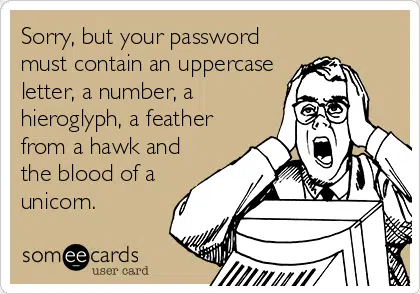 Sorry, but your password
must contain an uppercase
letter, a number, a
hieroglyph, a feather
from a hawk and
the blood of a
unicorn.
someecards
user card